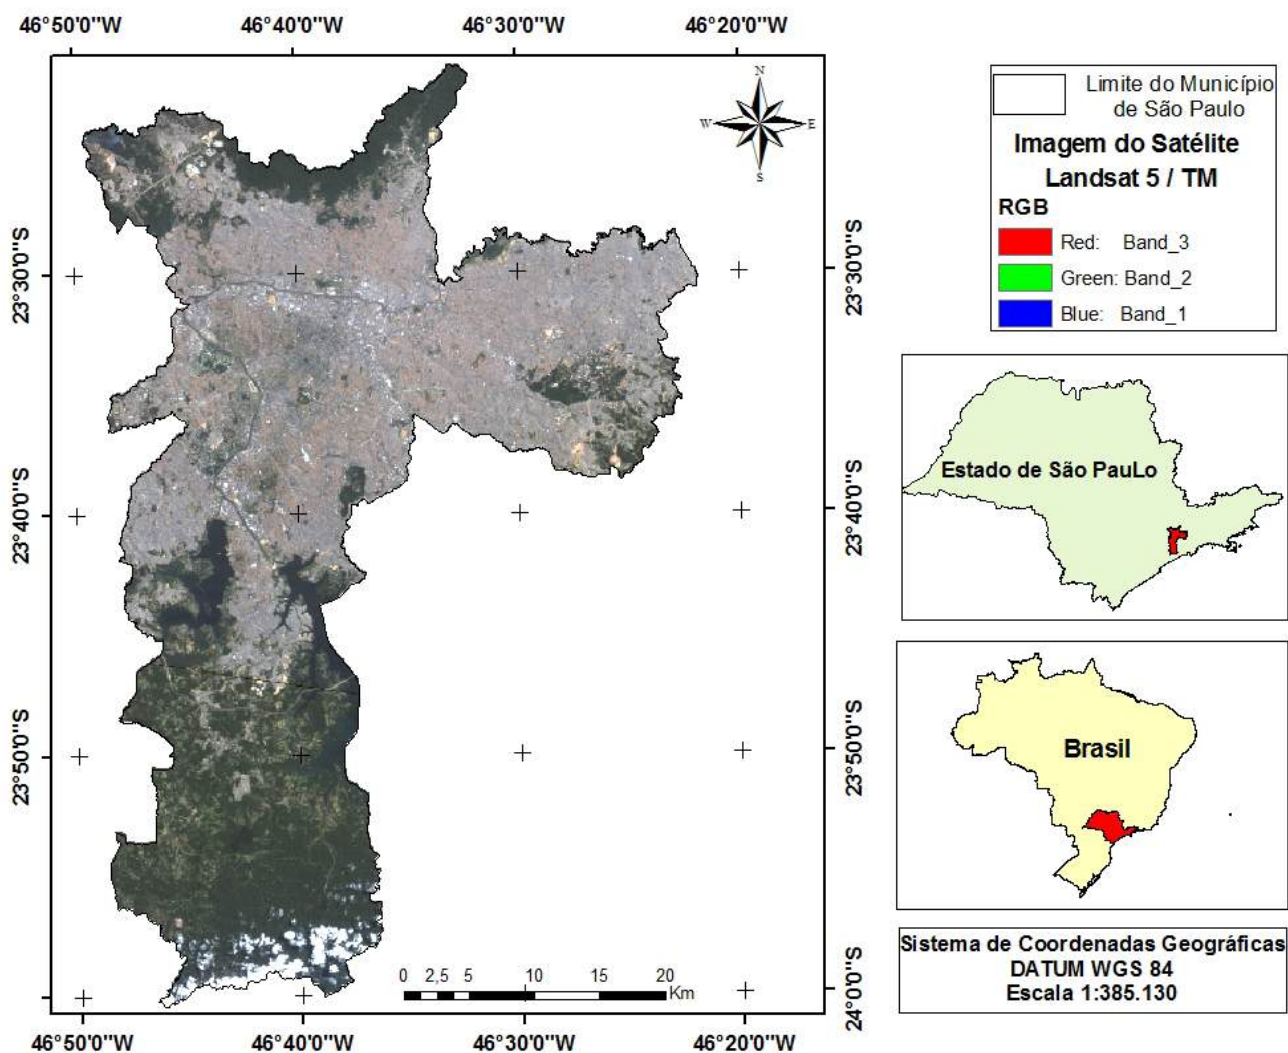 46°50'0"W 46°40'0"W 46°30'0"W 46°20'0"W
N
W E
S
23°30'0"S
23°40'0"S
23°50'0"S
23°30'0"S
23°40'0"S
23°50'0"S
24°0'0"S
0 2,5 5 10 15 20
Km
46°50'0"W 46°40'0"W 46°30'0"W 46°20'0"W
Limite do Município
de São Paulo
Imagem do Satélite
Landsat 5 / TM
RGB
Red: Band_3
Green: Band_2
Blue: Band_1
Estado de São PauLo
Brasil
Sistema de Coordenadas Geográficas
DATUM WGS 84
Escala 1:385.130